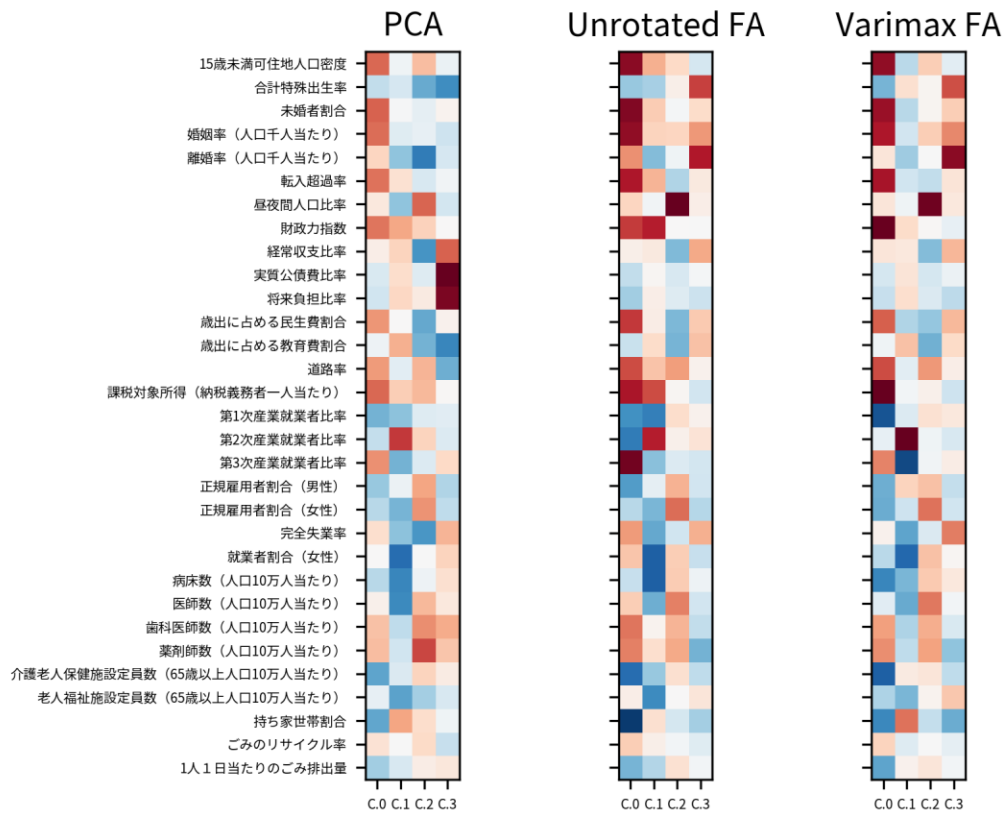 PCA Unrotated FA Varimax FA
15歳未満可住地人口密度
合計特殊出生率
未婚者割合
婚姻率（人口千人当たり）
離婚率（人口千人当たり）
転入超過率
昼夜間人口比率
財政力指数
経常収支比率
実質公債費比率
将来負担比率
歳出に占める民生費割合
歳出に占める教育費割合
道路率
課税対象所得（納税義務者一人当たり）
第1次産業就業者比率
第2次産業就業者比率
第3次産業就業者比率
正規雇用者割合（男性）
正規雇用者割合（女性）
完全失業率
就業者割合（女性）
病床数（人口10万人当たり）
医師数（人口10万人当たり）
歯科医師数（人口10万人当たり）
薬剤師数（人口10万人当たり）
介護老人保健施設定員数（65歳以上人口10万人当たり）
老人福祉施設定員数（65歳以上人口10万人当たり）
持ち家世帯割合
ごみのリサイクル率
1人１日当たりのごみ排出量
C.0 C.1 C.2 C.3 C.0 C.1 C.2 C.3 C.0 C.1 C.2 C.3